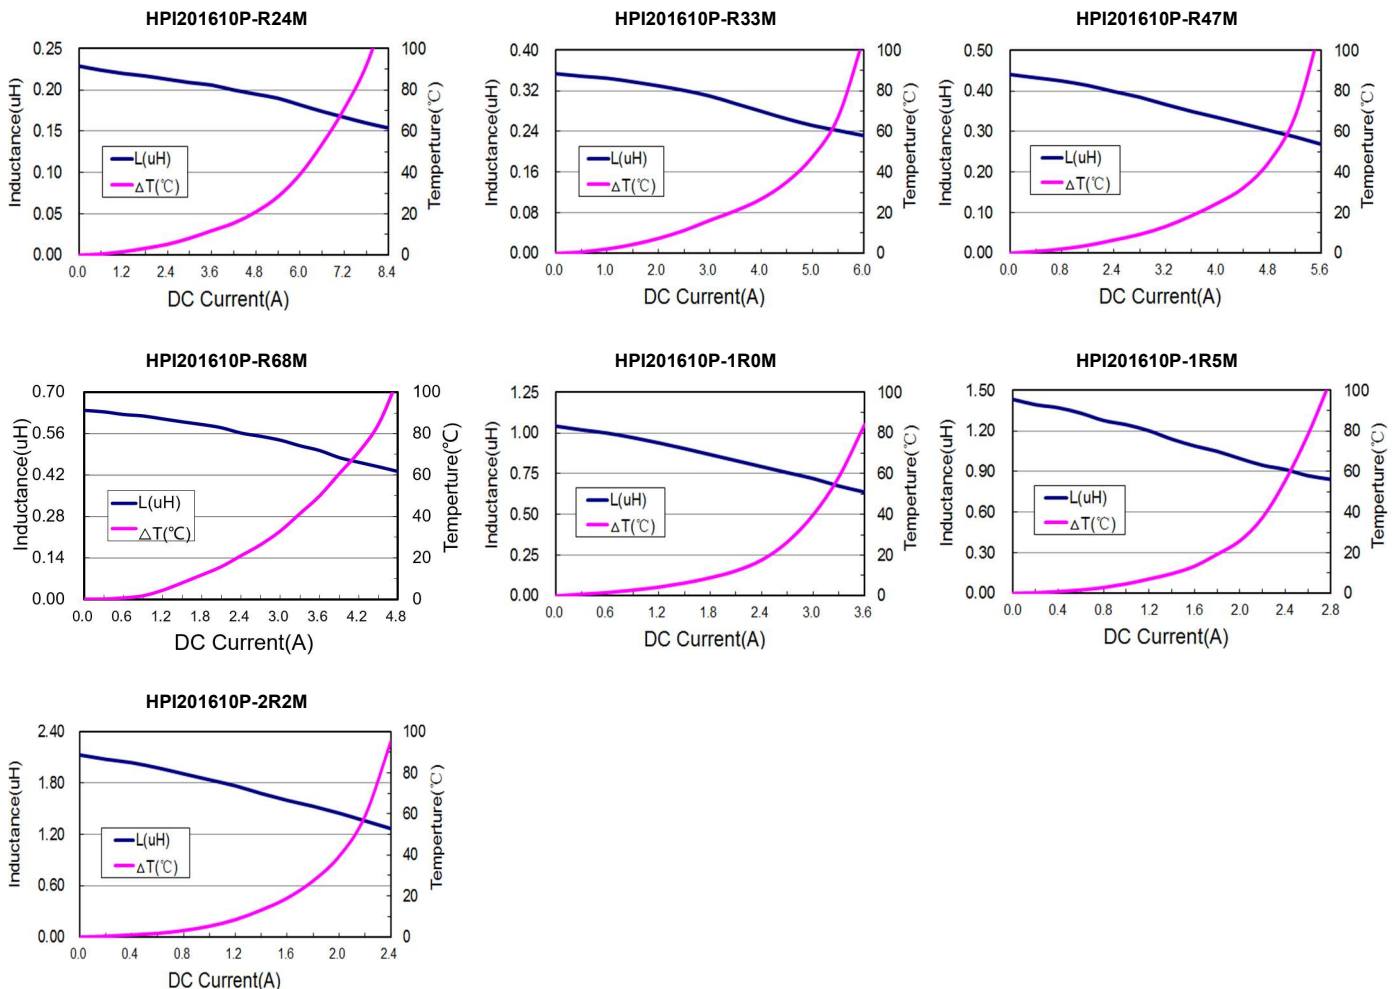 HPI201610P-R24M
0.25
0.20
0.15
0.10
0.05
0.00
Inductance(uH)
L(uH)
△T(℃)
100
80
60
40
20
0
Temperture(℃)
0.0 1.2 2.4 3.6 4.8 6.0 7.2 8.4
DC Current(A)
HPI201610P-R33M
0.40
0.32
0.24
0.16
0.08
0.00
Inductance(uH)
L(uH)
△T(℃)
100
80
60
40
20
0
Temperture(℃)
0.0 1.0 2.0 3.0 4.0 5.0 6.0
DC Current(A)
HPI201610P-R47M
0.50
0.40
0.30
0.20
0.10
0.00
Inductance(uH)
L(uH)
△T(℃)
100
80
60
40
20
0
Temperture(℃)
0.0 0.8 2.4 3.2 4.0 4.8 5.6
DC Current(A)
HPI201610P-R68M
0.70
0.56
0.42
0.28
0.14
0.00
Inductance(uH)
L(uH)
△T(℃)
100
80
60
40
20
0
Temperture(℃)
0.0 0.6 1.2 1.8 2.4 3.0 3.6 4.2 4.8
DC Current(A)
HPI201610P-1R0M
1.25
1.00
0.75
0.50
0.25
0.00
Inductance(uH)
L(uH)
△T(℃)
100
80
60
40
20
0
Temperture(℃)
0.0 0.6 1.2 1.8 2.4 3.0 3.6
DC Current(A)
HPI201610P-1R5M
1.50
1.20
0.90
0.60
0.30
0.00
Inductance(uH)
L(uH)
△T(℃)
100
80
60
40
20
0
Temperture(℃)
0.0 0.4 0.8 1.2 1.6 2.0 2.4 2.8
DC Current(A)
HPI201610P-2R2M
2.40
1.80
1.20
0.60
0.00
Inductance(uH)
L(uH)
△T(℃)
100
80
60
40
20
0
Temperture(℃)
0.0 0.4 0.8 1.2 1.6 2.0 2.4
DC Current(A)